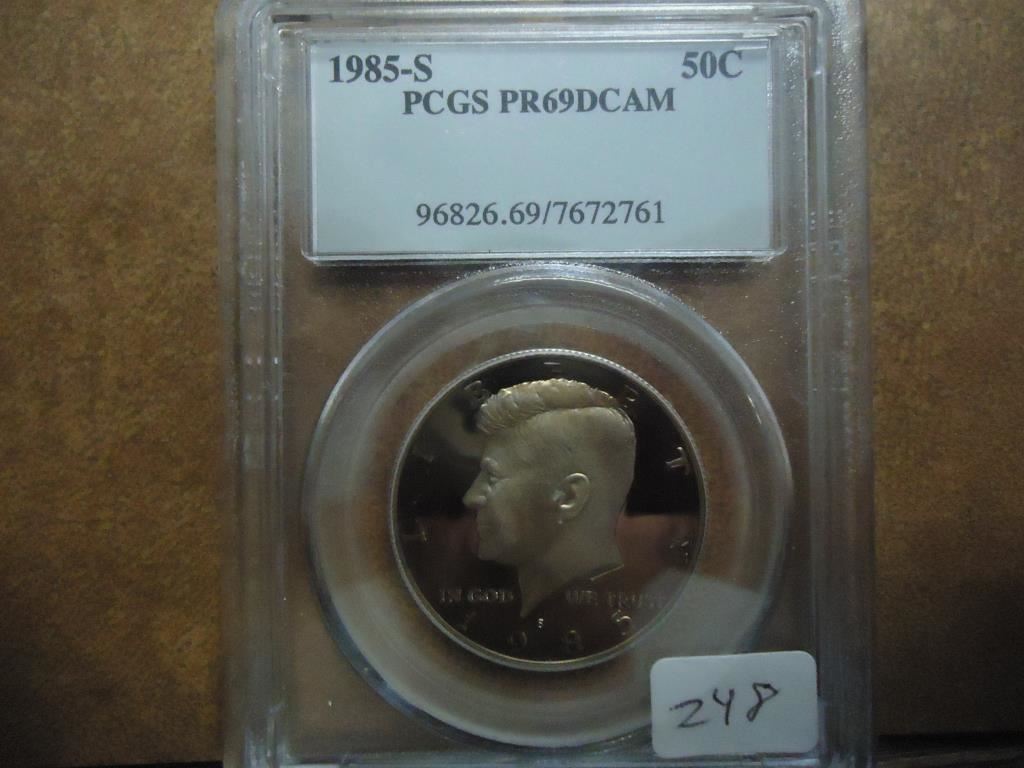 1985-S 50C
PCGS PR69DCAM
96826.69/7672761
LIBERTY
IN GOD WE TRUST
S
1985
248